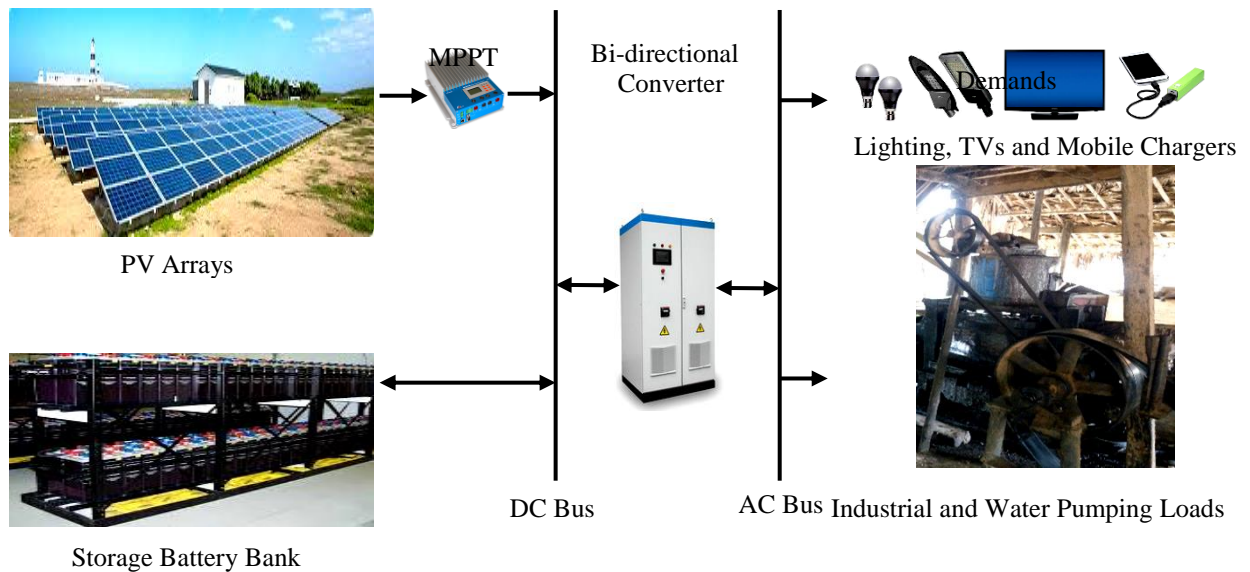 MPPT
Bi-directional
Converter
Demands
Lighting, TVs and Mobile Chargers
PV Arrays
DC Bus
AC Bus
Industrial and Water Pumping Loads
Storage Battery Bank